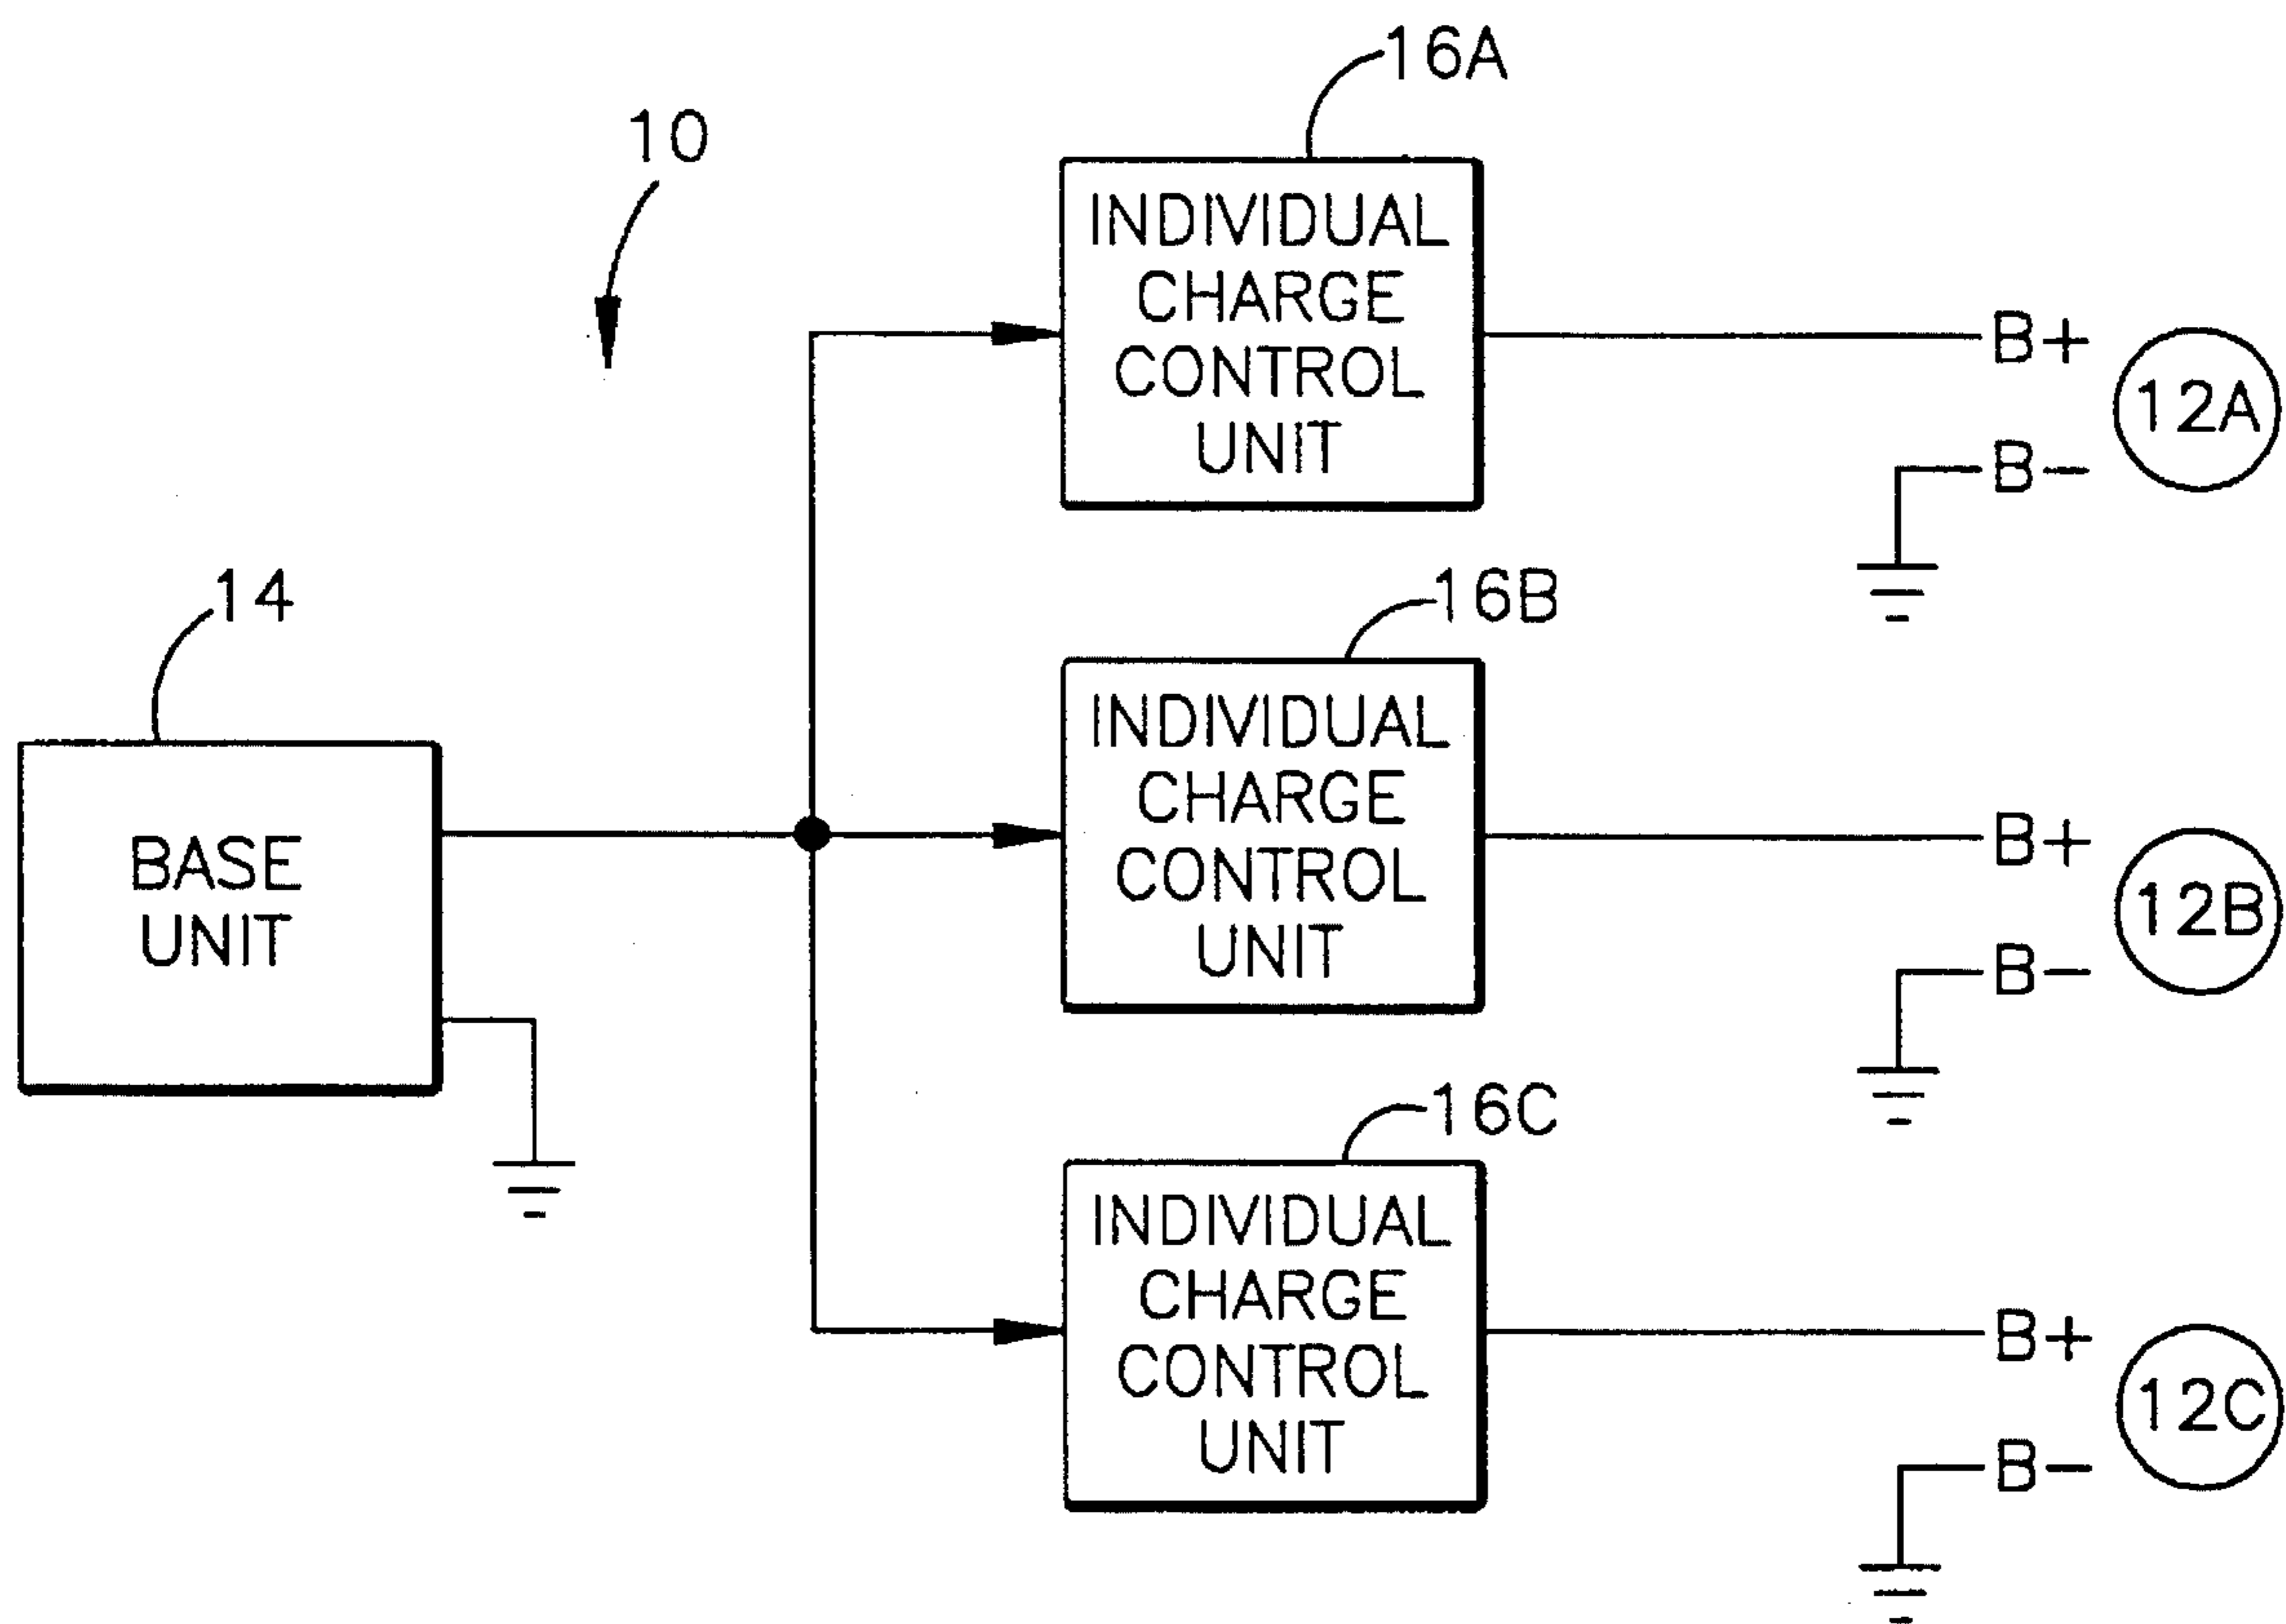 10
16A
INDIVIDUAL
CHARGE
CONTROL
UNIT
B+
B-
12A
14
BASE
UNIT
16B
INDIVIDUAL
CHARGE
CONTROL
UNIT
B+
B-
12B
16C
INDIVIDUAL
CHARGE
CONTROL
UNIT
B+
B-
12C